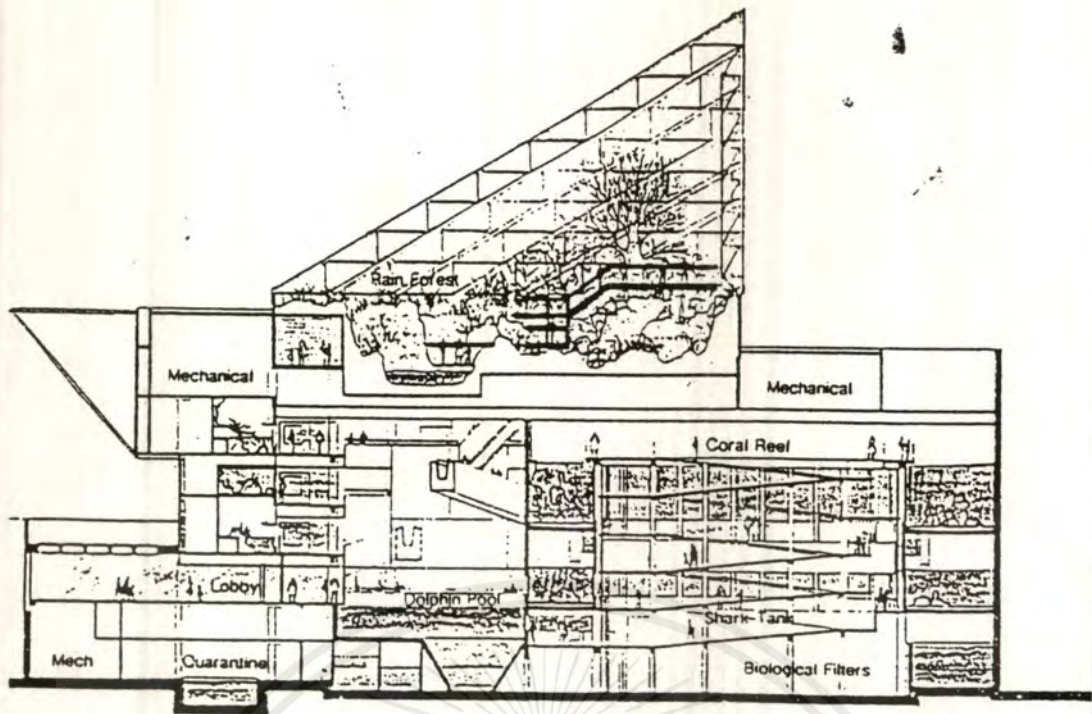 Rain Forest
Mechanical
Mechanical
Coral Reef
Lobby
Dolphin Pool
Shark-Tank
Mech
Quarantine
Biological Filters